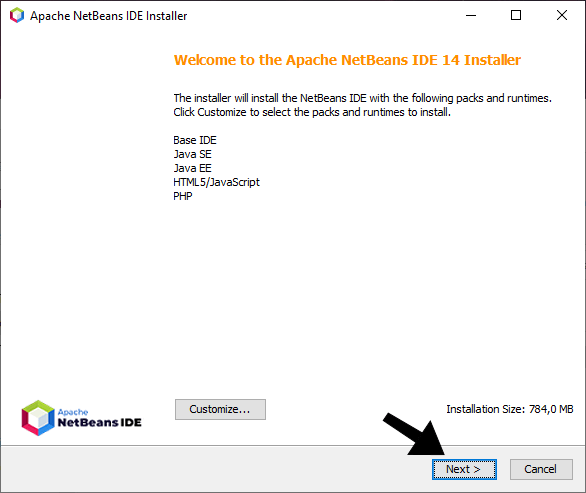 Apache NetBeans IDE Installer
Welcome to the Apache NetBeans IDE 14 Installer
The installer will install the NetBeans IDE with the following packs and runtimes.
Click Customize to select the packs and runtimes to install.
Base IDE
Java SE
Java EE
HTML5/JavaScript
PHP
Apache
NetBeans IDE
Customize...
Installation Size: 784,0 MB
Next >
Cancel